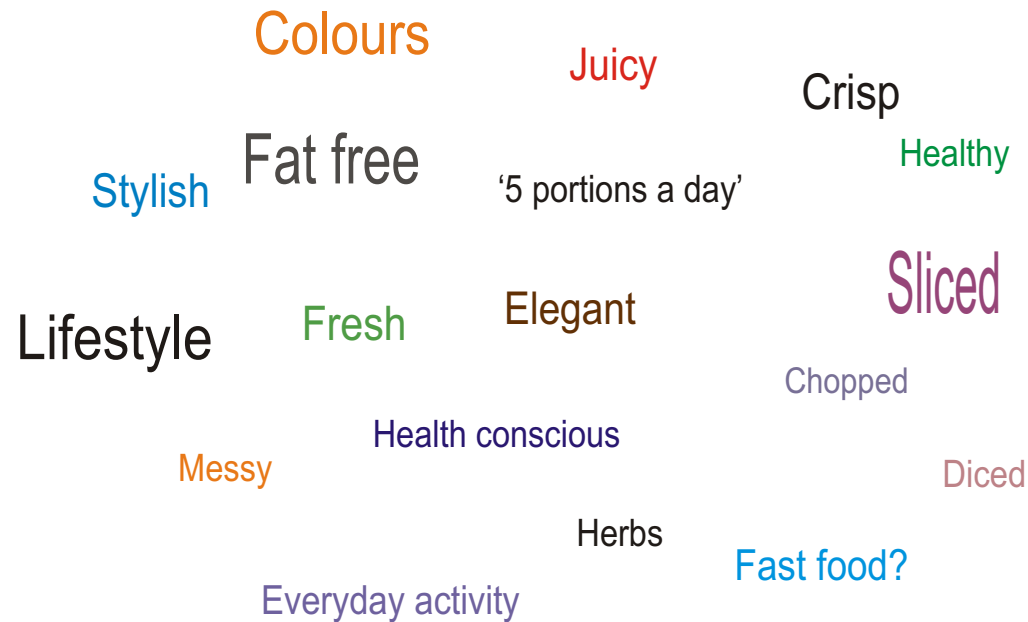 Colours
Juicy
Crisp
Fat free
Healthy
Stylish
‘5 portions a day’
Sliced
Elegant
Fresh
Lifestyle
Chopped
Health conscious
Messy
Diced
Herbs
Fast food?
Everyday activity